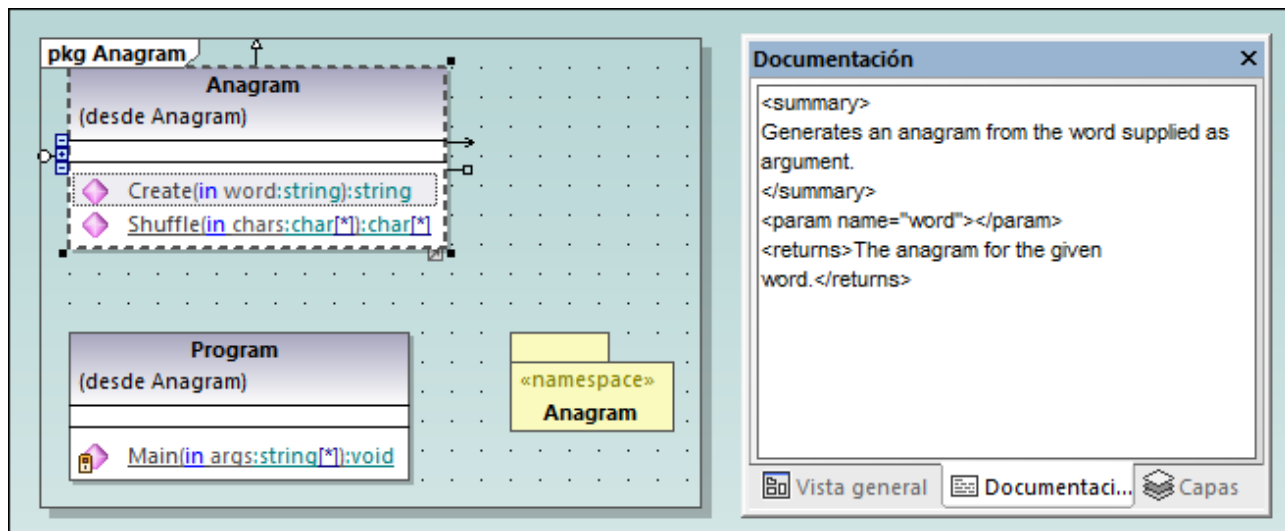 pkg Anagram
Anagram
(desde Anagram)
Create(in word:string):string
Shuffle(in chars:char[*]):char[*]
Program
(desde Anagram)
Main(in args:string[*]):void
«namespace»
Anagram
Documentación
<summary>
Generates an anagram from the word supplied as
argument.
</summary>
<param name="word"></param>
<returns>The anagram for the given
word.</returns>
Vista general
Documentaci...
Capas